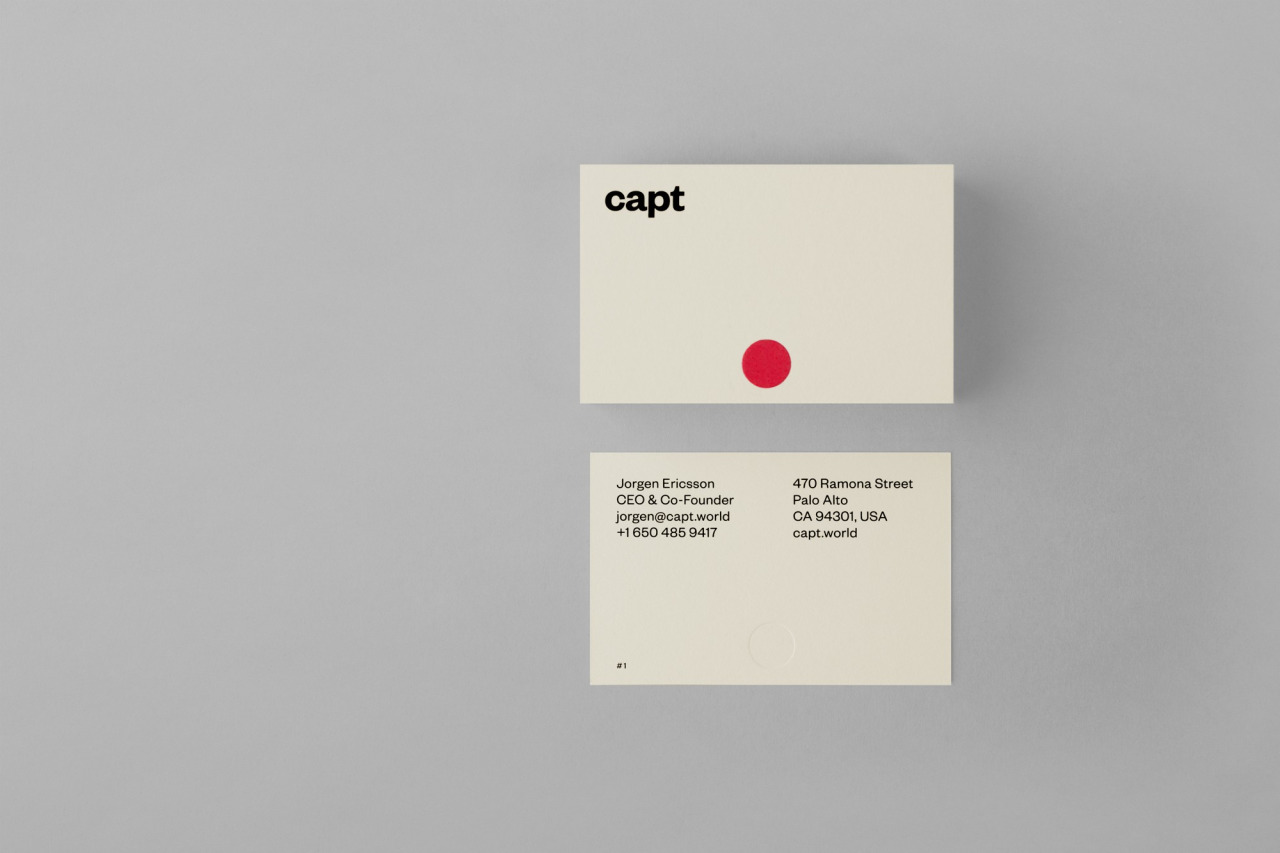 capt
Jorgen Ericsson
CEO & Co-Founder
jorgen@capt.world
+1 650 485 9417
470 Ramona Street
Palo Alto
CA 94301, USA
capt.world
#1